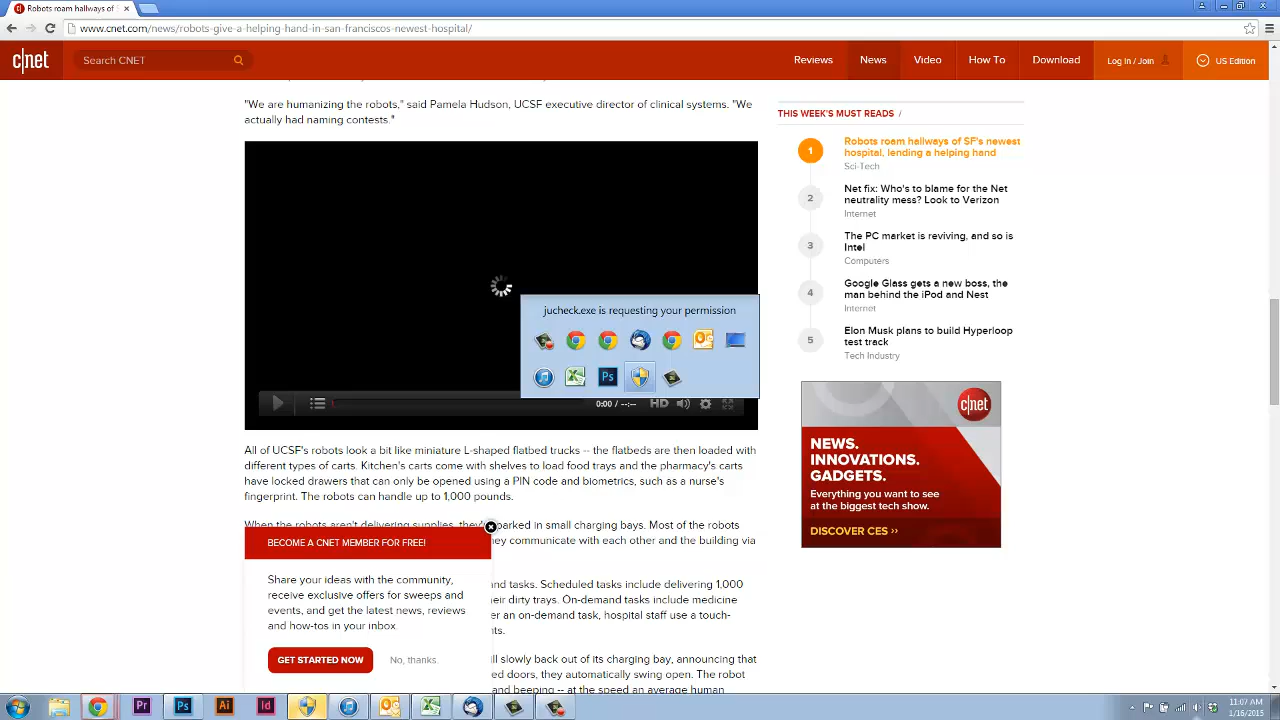 Robots roam hallways of S
www.cnet.com/news/robots-give-a-helping-hand-in-san-franciscos-newest-hospital/
c|net
Search CNET
Reviews
News
Video
How To
Download
Log In / Join
US Edition
"We are humanizing the robots," said Pamela Hudson, UCSF executive director of clinical systems. "We
actually had naming contests."
jucheck.exe is requesting your permission
Ps
0:00 / --:--
HD
All of UCSF's robots look a bit like miniature L-shaped flatbed trucks -- the flatbeds are then loaded with
different types of carts. Kitchen's carts come with shelves to load food trays and the pharmacy's carts
have locked drawers that can only be opened using a PIN code and biometrics, such as a nurse's
fingerprint. The robots can handle up to 1,000 pounds.
When the robots aren't delivering supplies, they'r parked in small charging bays. Most of the robots
ey communicate with each other and the building via
nd tasks. Scheduled tasks include delivering 1,000
heir dirty trays. On-demand tasks include medicine
er an on-demand task, hospital staff use a touch-
nts.
ll slowly back out of its charging bay, announcing that
ed doors, they automatically swing open. The robots
and beeping -- at the speed an average human
BECOME A CNET MEMBER FOR FREE!
Share your ideas with the community,
receive exclusive offers for sweeps and
events, and get the latest news, reviews
and how-tos in your inbox.
GET STARTED NOW
No, thanks.
THIS WEEK'S MUST READS /
1
Robots roam hallways of SF's newest
hospital, lending a helping hand
Sci-Tech
2
Net fix: Who's to blame for the Net
neutrality mess? Look to Verizon
Internet
3
The PC market is reviving, and so is
Intel
Computers
4
Google Glass gets a new boss, the
man behind the iPod and Nest
Internet
5
Elon Musk plans to build Hyperloop
test track
Tech Industry
c|net
NEWS.
INNOVATIONS.
GADGETS.
Everything you want to see
at the biggest tech show.
DISCOVER CES ››
Pr
Ps
Ai
Id
11:07 AM
1/16/2015